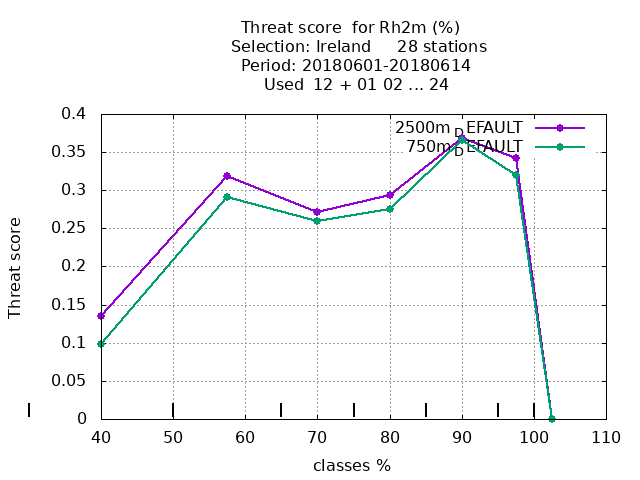 Threat score for Rh2m (%)
Selection: Ireland 28 stations
Period: 20180601-20180614
Used 12 + 01 02 ... 24
2500m_DEFAULT
750m_DEFAULT
0.4
0.35
0.3
0.25
0.2
0.15
0.1
0.05
0
Threat score
40 50 60 70 80 90 100 110
classes %